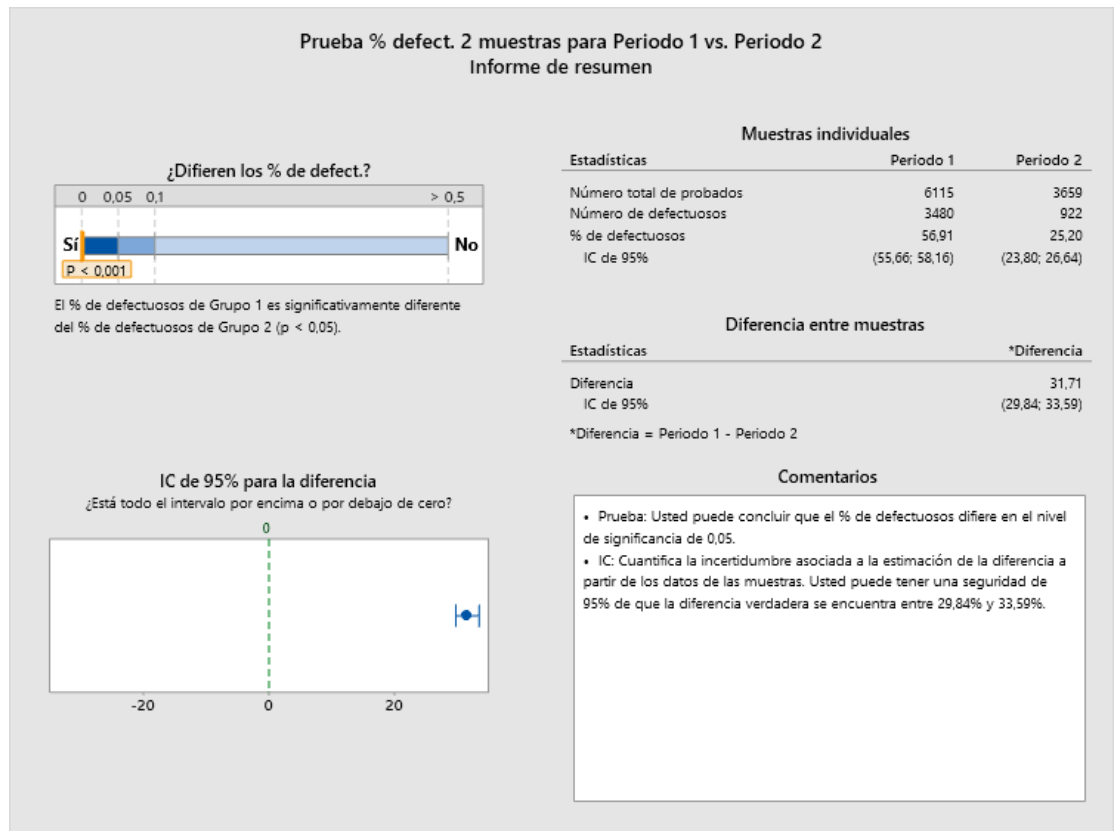 Prueba % defect. 2 muestras para Periodo 1 vs. Periodo 2
Informe de resumen
¿Difieren los % de defect.?
0 0,05 0,1 > 0,5
Sí No
P < 0,001
El % de defectuosos de Grupo 1 es significativamente diferente
del % de defectuosos de Grupo 2 (p < 0,05).
Muestras individuales
Estadísticas Periodo 1 Periodo 2
Número total de probados 6115 3659
Número de defectuosos 3480 922
% de defectuosos 56,91 25,20
IC de 95% (55,66; 58,16) (23,80; 26,64)
Diferencia entre muestras
Estadísticas *Diferencia
Diferencia 31,71
IC de 95% (29,84; 33,59)
*Diferencia = Periodo 1 - Periodo 2
IC de 95% para la diferencia
¿Está todo el intervalo por encima o por debajo de cero?
0
-20 0 20
Comentarios
• Prueba: Usted puede concluir que el % de defectuosos difiere en el nivel
de significancia de 0,05.
• IC: Cuantifica la incertidumbre asociada a la estimación de la diferencia a
partir de los datos de las muestras. Usted puede tener una seguridad de
95% de que la diferencia verdadera se encuentra entre 29,84% y 33,59%.